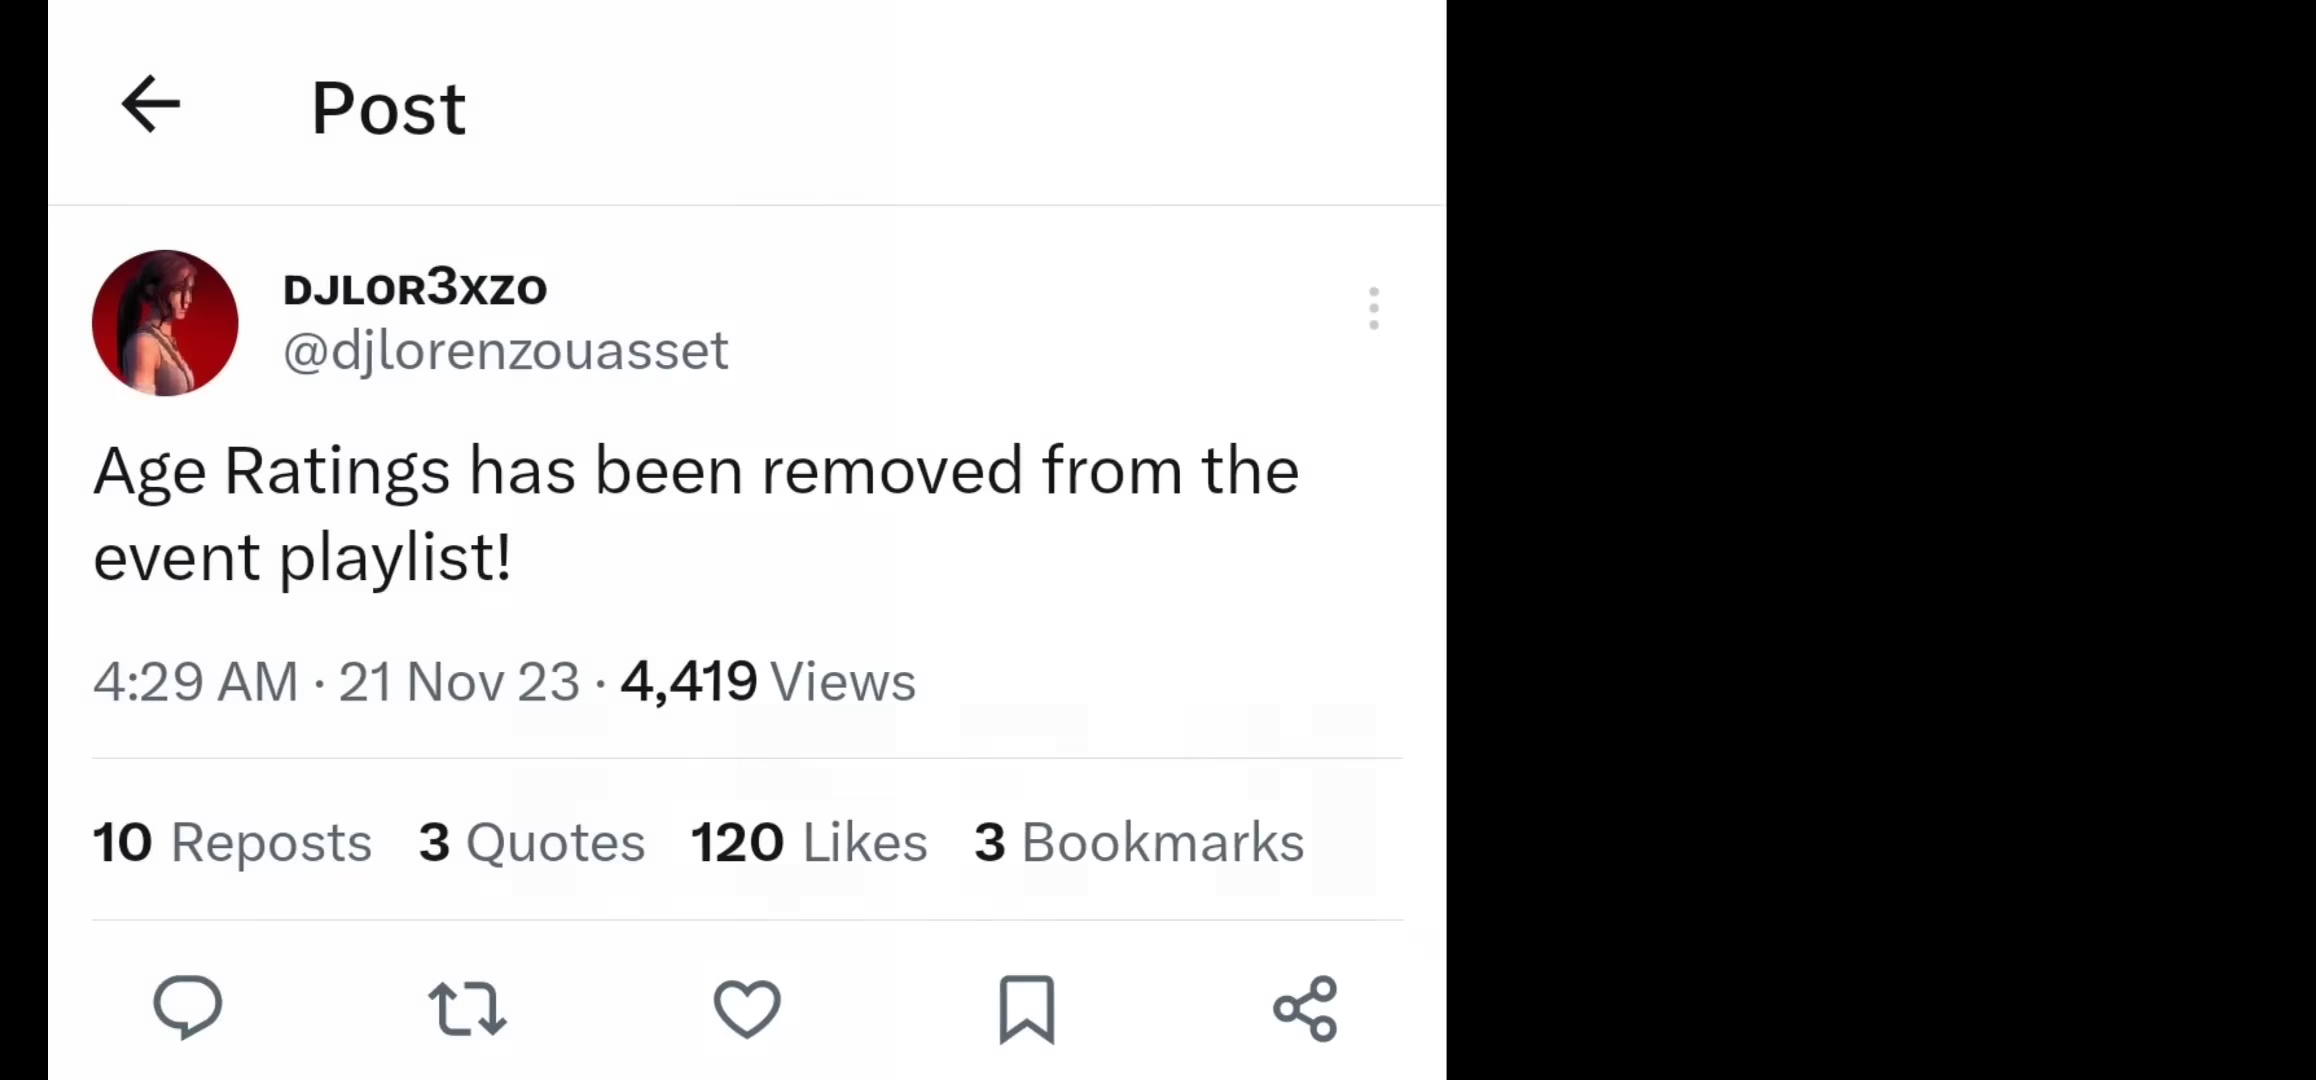 Post
DJLOR3XZO
@djlorenzouasset
Age Ratings has been removed from the
event playlist!
4:29 AM · 21 Nov 23 · 4,419 Views
10 Reposts 3 Quotes 120 Likes 3 Bookmarks